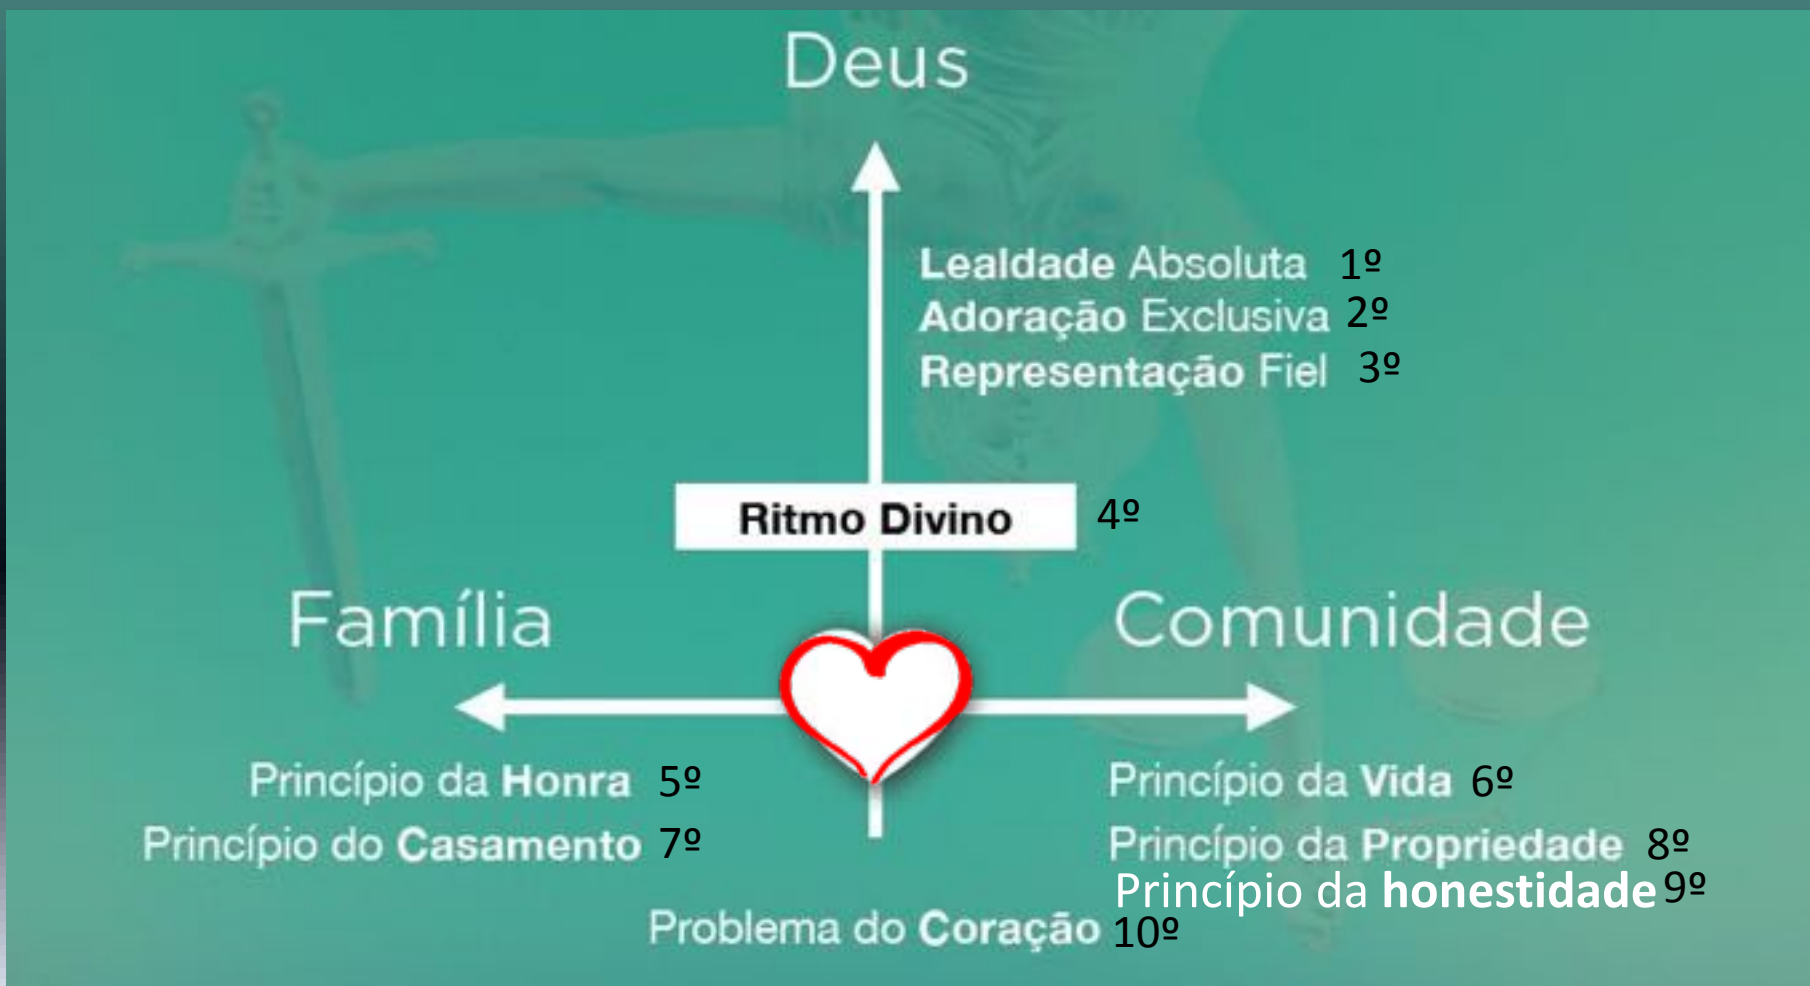 Deus
Lealdade Absoluta 1º
Adoração Exclusiva 2º
Representação Fiel 3º
Ritmo Divino 4º
Família
Comunidade
Princípio da Honra 5º
Princípio da Vida 6º
Princípio do Casamento 7º
Princípio da Propriedade 8º
Princípio da honestidade 9º
Problema do Coração 10º